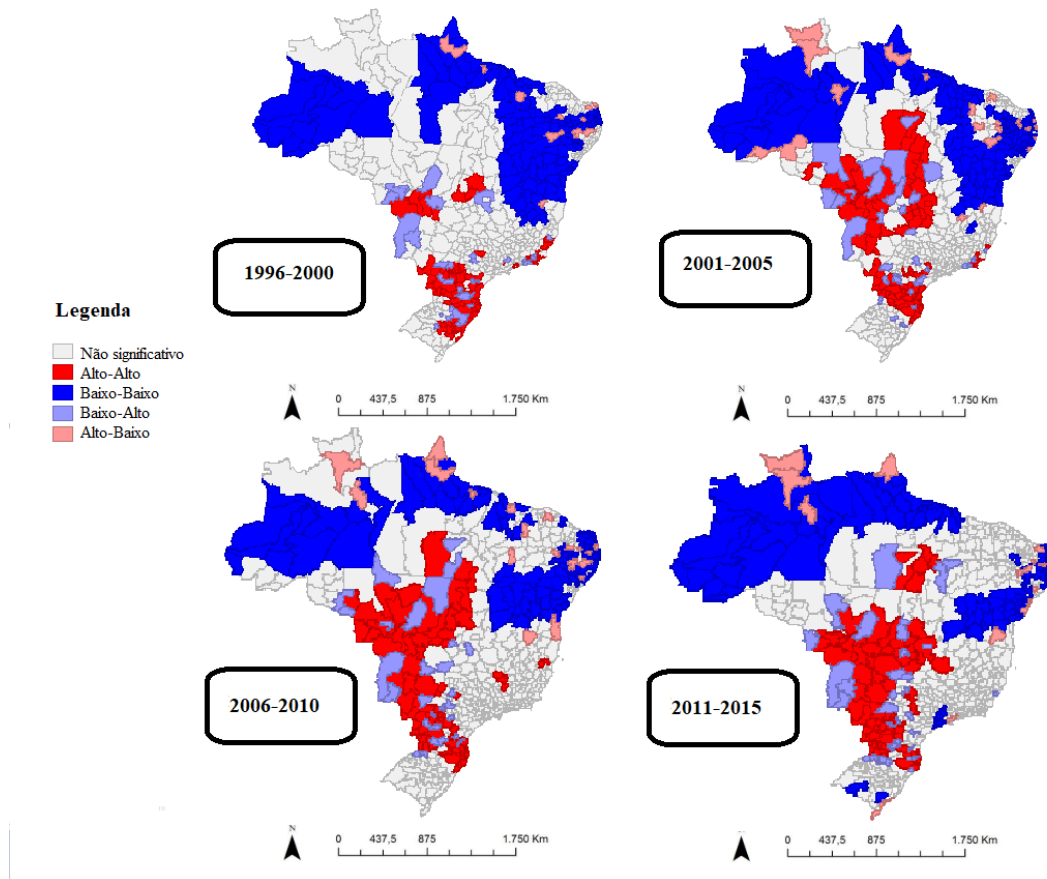 1996-2000
2001-2005
Legenda
Não significativo
Alto-Alto
Baixo-Baixo
Baixo-Alto
Alto-Baixo
N
0 437,5 875 1.750 Km
N
0 437,5 875 1.750 Km
2006-2010
2011-2015
N
0 437,5 875 1.750 Km
0 437,5 875 1.750 Km